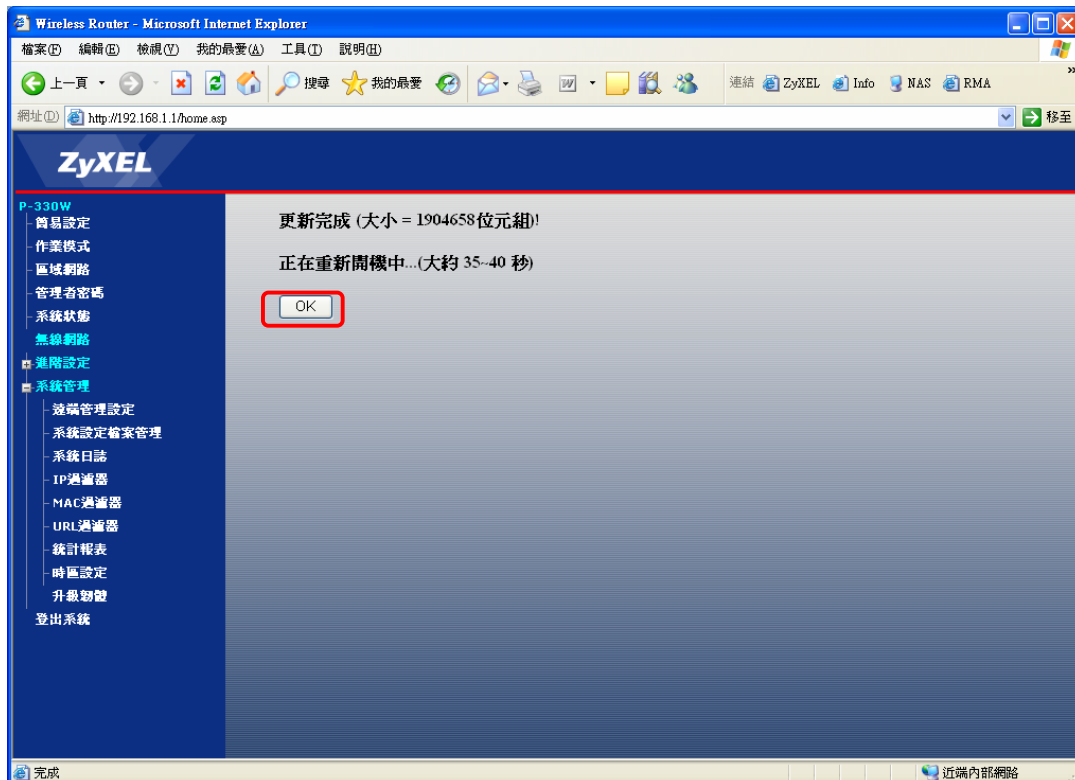 Wireless Router - Microsoft Internet Explorer
檔案(F) 編輯(E) 檢視(V) 我的最愛(A) 工具(T) 說明(H)
上一頁 搜尋 我的最愛 連結 ZyXEL Info NAS RMA »
網址(D) http://192.168.1.1/home.asp 移至
ZyXEL
P-330W
簡易設定
作業模式
區域網路
管理者密碼
系統狀態
無線網路
進階設定
系統管理
遠端管理設定
系統設定檔案管理
系統日誌
IP過濾器
MAC過濾器
URL過濾器
統計報表
時區設定
升級韌體
登出系統
更新完成 (大小 = 1904658位元組)!
正在重新開機中...(大約 35~40 秒)
OK
完成 近端內部網路